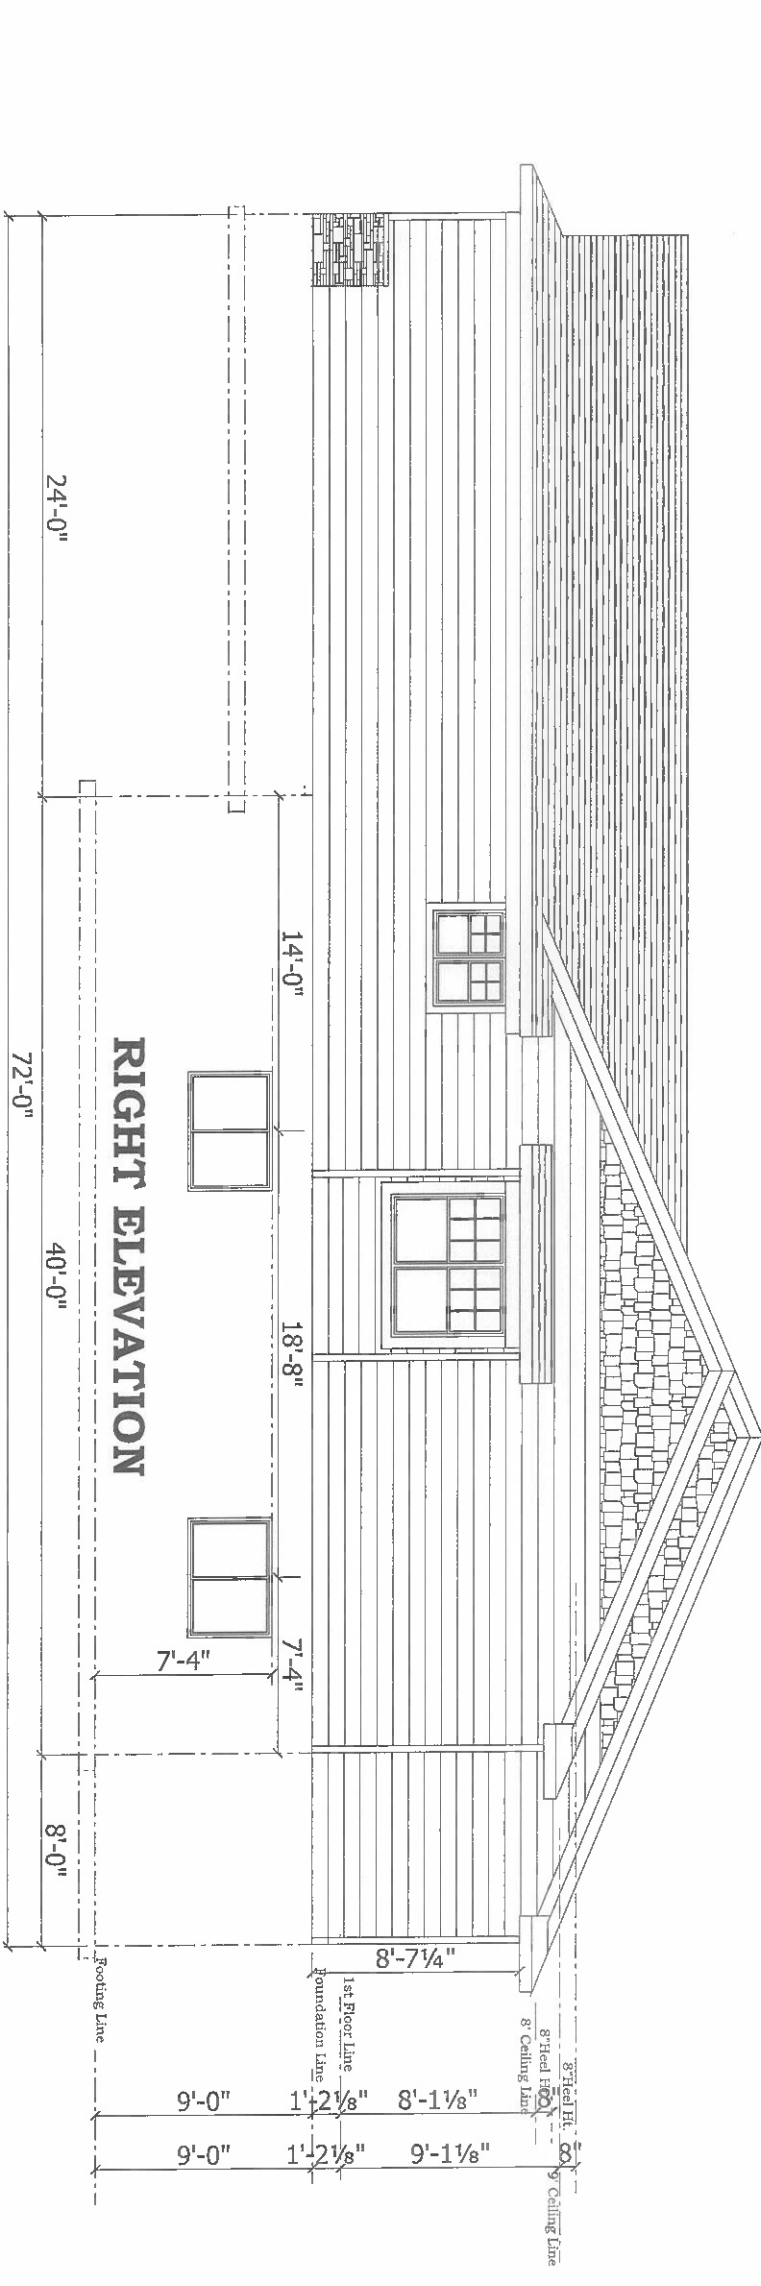 RIGHT ELEVATION
24'-0"
40'-0"
8'-0"
72'-0"
14'-0"
18'-8"
7'-4"
7'-4"
8'-7¼"
Footing Line
Foundation Line
1st Floor Line
8' Ceiling Line
8"Heel Ht.
9' Ceiling Line
9'-0"
1'-2⅛"
8'-1⅛"
8"
9'-0"
1'-2⅛"
9'-1⅛"
8"